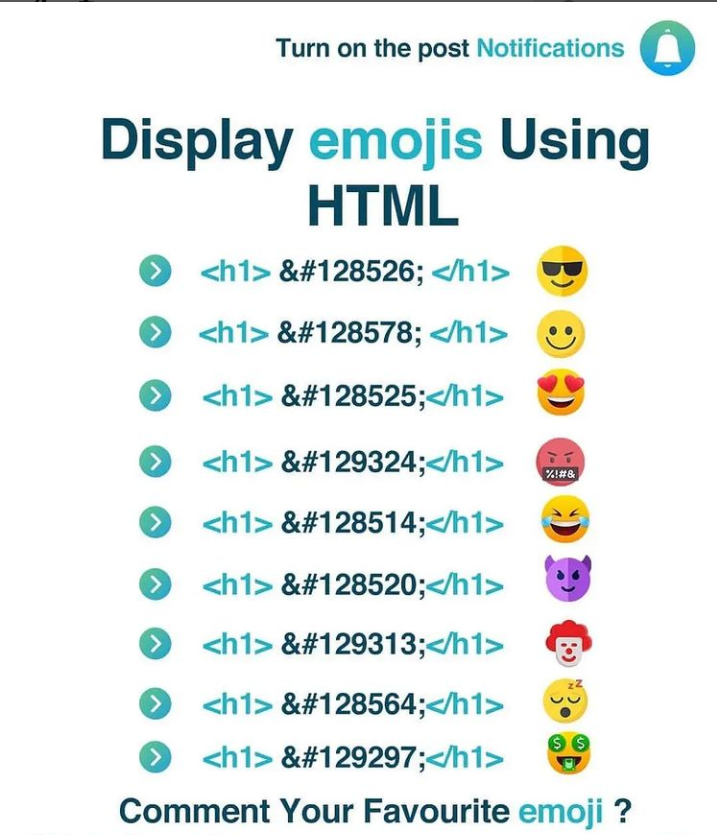 Turn on the post Notifications
Display emojis Using
HTML
<h1> &#128526; </h1>
<h1> &#128578; </h1>
<h1> &#128525;</h1>
<h1> &#129324;</h1>
%!#&
<h1> &#128514;</h1>
<h1> &#128520;</h1>
<h1> &#129313;</h1>
<h1> &#128564;</h1>
zZ
<h1> &#129297;</h1>
$ $
Comment Your Favourite emoji ?